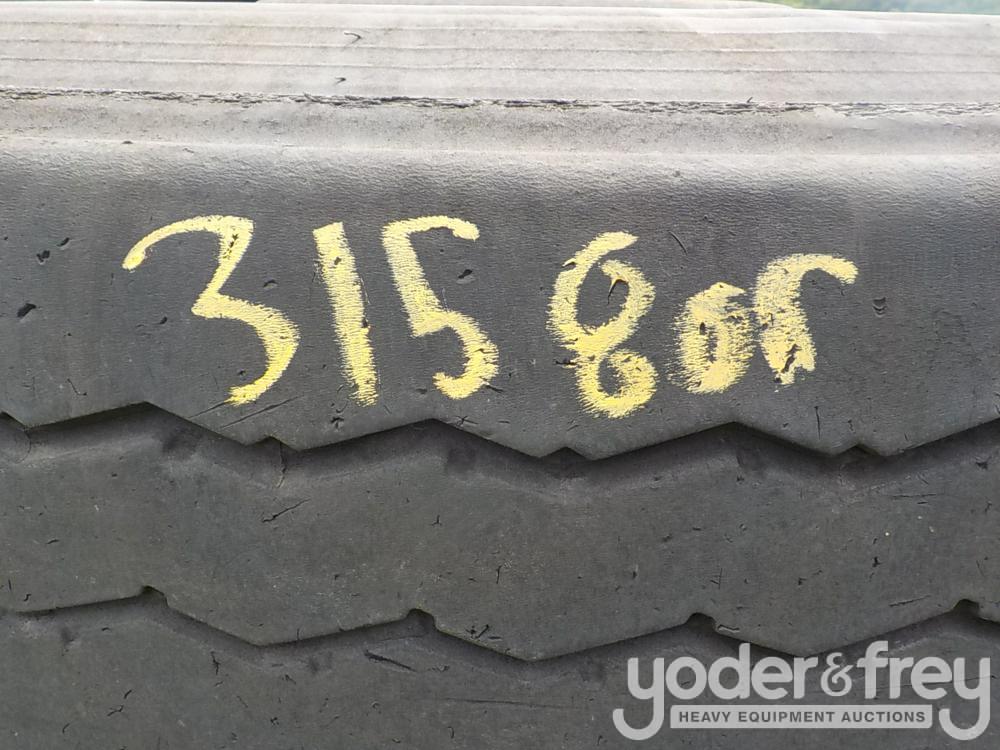 315 80r
yoder&frey
HEAVY EQUIPMENT AUCTIONS